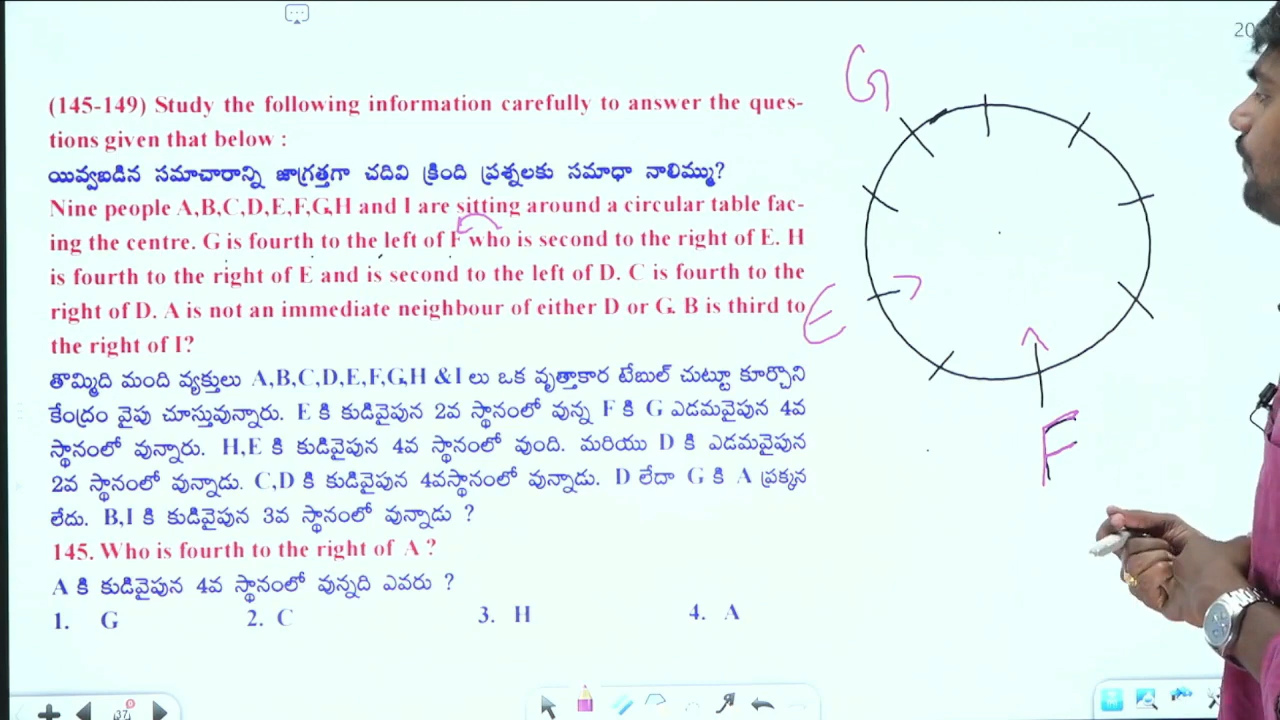 20
(145-149) Study the following information carefully to answer the ques-
tions given that below :
యివ్వబడిన సమాచారాన్ని జాగ్రత్తగా చదివి క్రింది ప్రశ్నలకు సమాధా నాలిమ్ము?
Nine people A,B,C,D,E,F,G,H and I are sitting around a circular table fac-
ing the centre. G is fourth to the left of F who is second to the right of E. H
is fourth to the right of E and is second to the left of D. C is fourth to the
right of D. A is not an immediate neighbour of either D or G. B is third to
the right of I?
తొమ్మిది మంది వ్యక్తులు A,B,C,D,E,F,G,H &I లు ఒక వృత్తాకార టేబుల్ చుట్టూ కూర్చొని
కేంద్రం వైపు చూస్తువున్నారు. E కి కుడివైపున 2వ స్థానంలో వున్న F కి G ఎడమవైపున 4వ
స్థానంలో వున్నారు. H,E కి కుడివైపున 4వ స్థానంలో వుంది. మరియు D కి ఎడమవైపున
2వ స్థానంలో వున్నాడు. C,D కి కుడివైపున 4వస్థానంలో వున్నాడు. D లేదా G కి A ప్రక్కన
లేదు. B,I కి కుడివైపున 3వ స్థానంలో వున్నాడు ?
145. Who is fourth to the right of A ?
A కి కుడివైపున 4వ స్థానంలో వున్నది ఎవరు ?
1. G 2. C 3. H 4. A
G
E
F